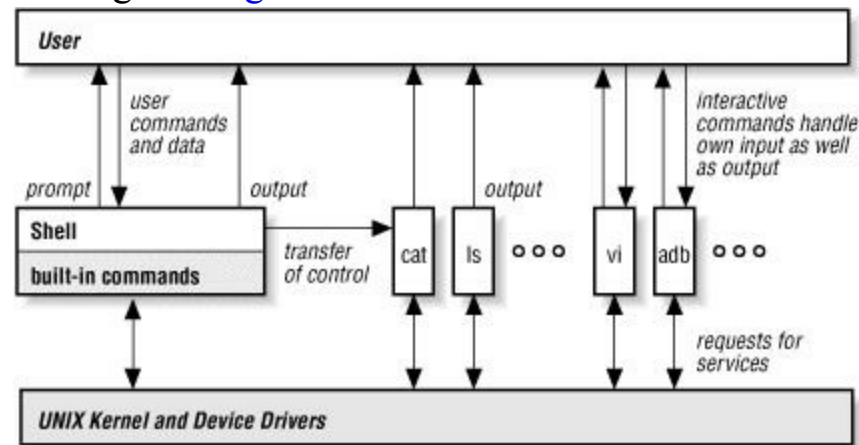 User
user
commands
and data
interactive
commands handle
own input as well
as output
prompt
output
output
Shell
built-in commands
transfer
of control
cat
ls
vi
adb
requests for
services
UNIX Kernel and Device Drivers